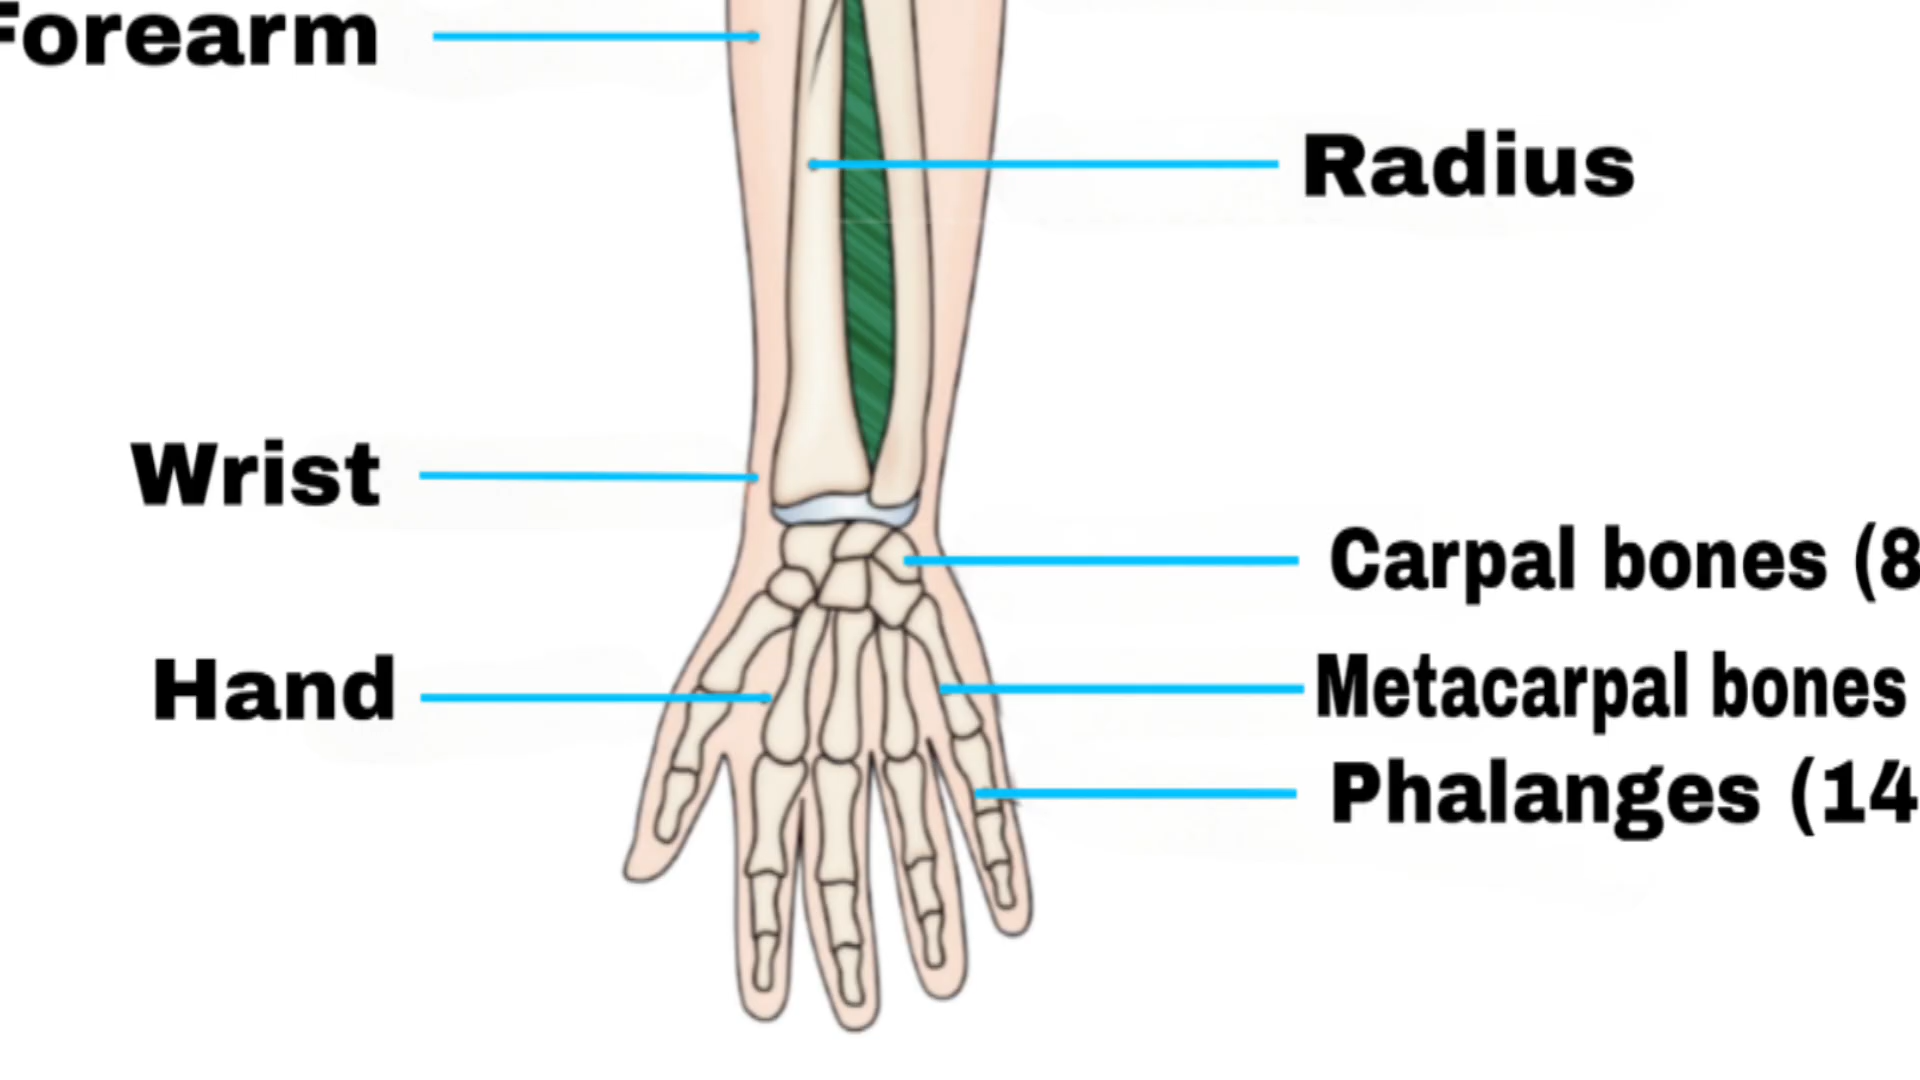 Forearm
Radius
Wrist
Carpal bones (8
Hand
Metacarpal bones
Phalanges (14